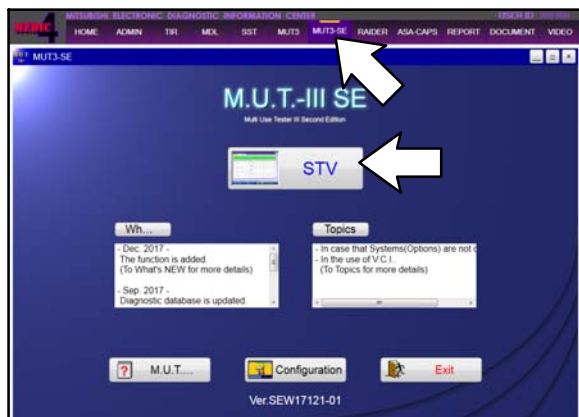 MEDIC 4
MITSUBISHI ELECTRONIC DIAGNOSTIC INFORMATION CENTER
USER ID
HOME ADMIN TIR MDL SST MUT3 MUT3-SE RAIDER ASA-CAPS REPORT DOCUMENT VIDEO
MUT3-SE
M.U.T.-III SE
Multi Use Tester III Second Edition
STV
Wh...
- Dec. 2017 -
The function is added.
(To What's NEW for more details)
- Sep. 2017 -
Diagnostic database is updated.
Topics
- In case that Systems(Options) are not c
- In the use of V.C.I.
(To Topics for more details)
M.U.T....
Configuration
Exit
Ver.SEW17121-01